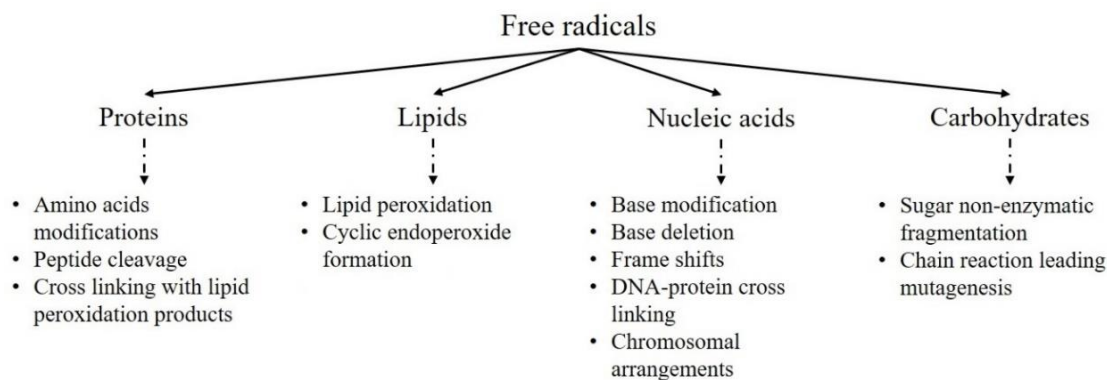 Free radicals
Proteins
Lipids
Nucleic acids
Carbohydrates
• Amino acids
modifications
• Peptide cleavage
• Cross linking with lipid
peroxidation products
• Lipid peroxidation
• Cyclic endoperoxide
formation
• Base modification
• Base deletion
• Frame shifts
• DNA-protein cross
linking
• Chromosomal
arrangements
• Sugar non-enzymatic
fragmentation
• Chain reaction leading
mutagenesis